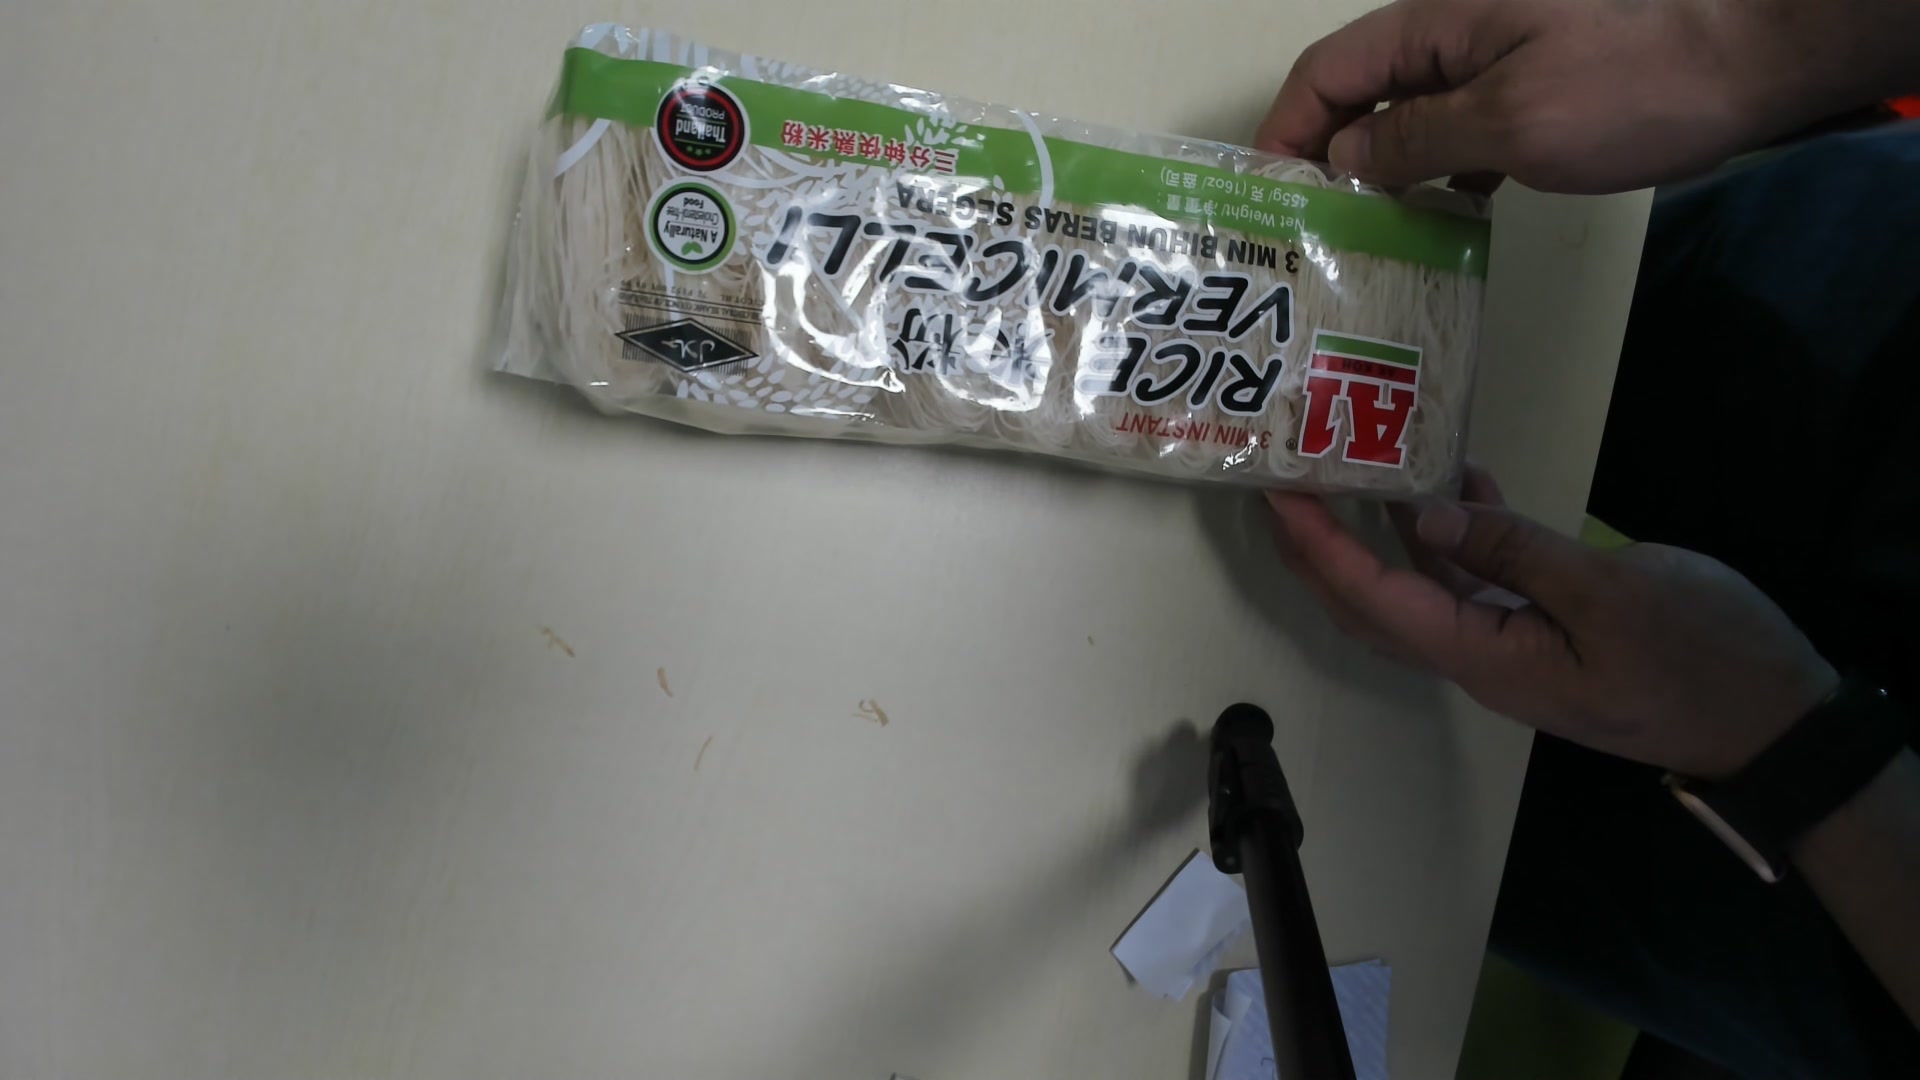 A1
AK KOH
3 MIN INSTANT
RICE
VERMICELLI
米粉
3 MIN BIHUN BERAS SEGERA
Net Weight/ 净重量 :
455g/ 克 (16oz/ 盎司)
三分钟快熟米粉
A Naturally
Cholesterol-free
Food
Thailand
PRODUCT